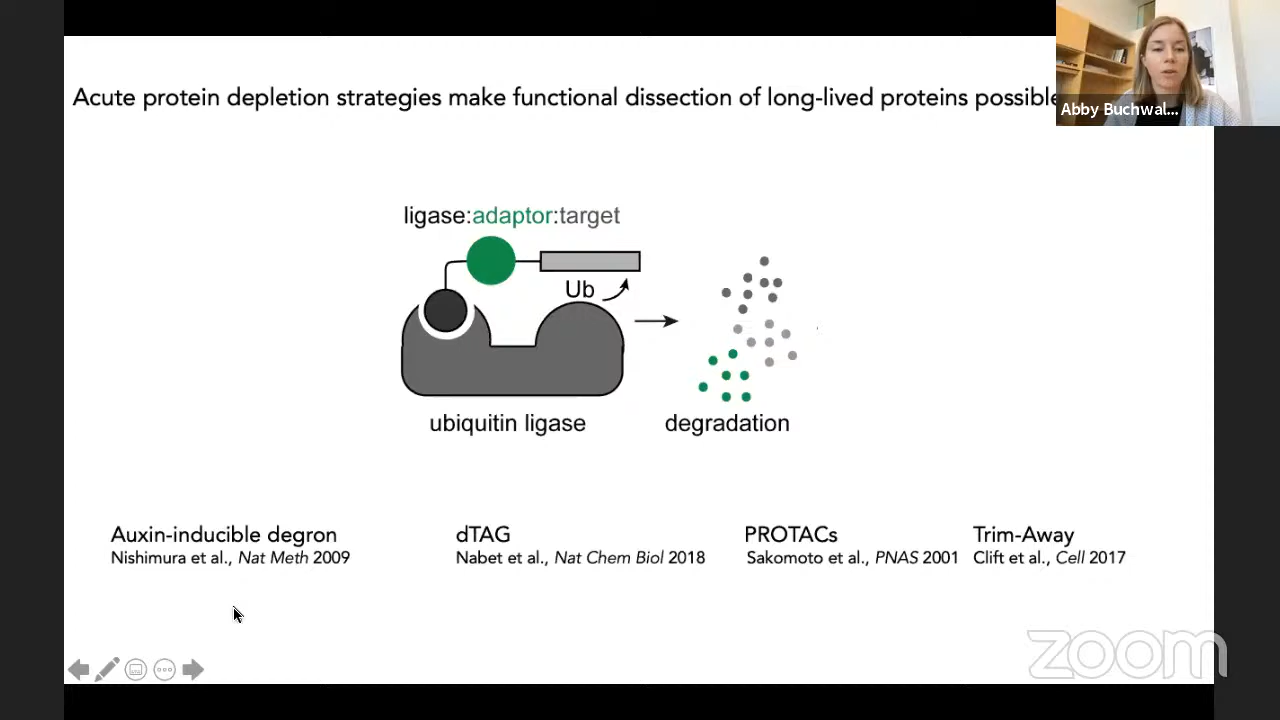 Acute protein depletion strategies make functional dissection of long-lived proteins possible
Abby Buchwal...
ligase:adaptor:target
Ub
ubiquitin ligase
degradation
Auxin-inducible degron
Nishimura et al., Nat Meth 2009
dTAG
Nabet et al., Nat Chem Biol 2018
PROTACs
Sakomoto et al., PNAS 2001
Trim-Away
Clift et al., Cell 2017
zoom